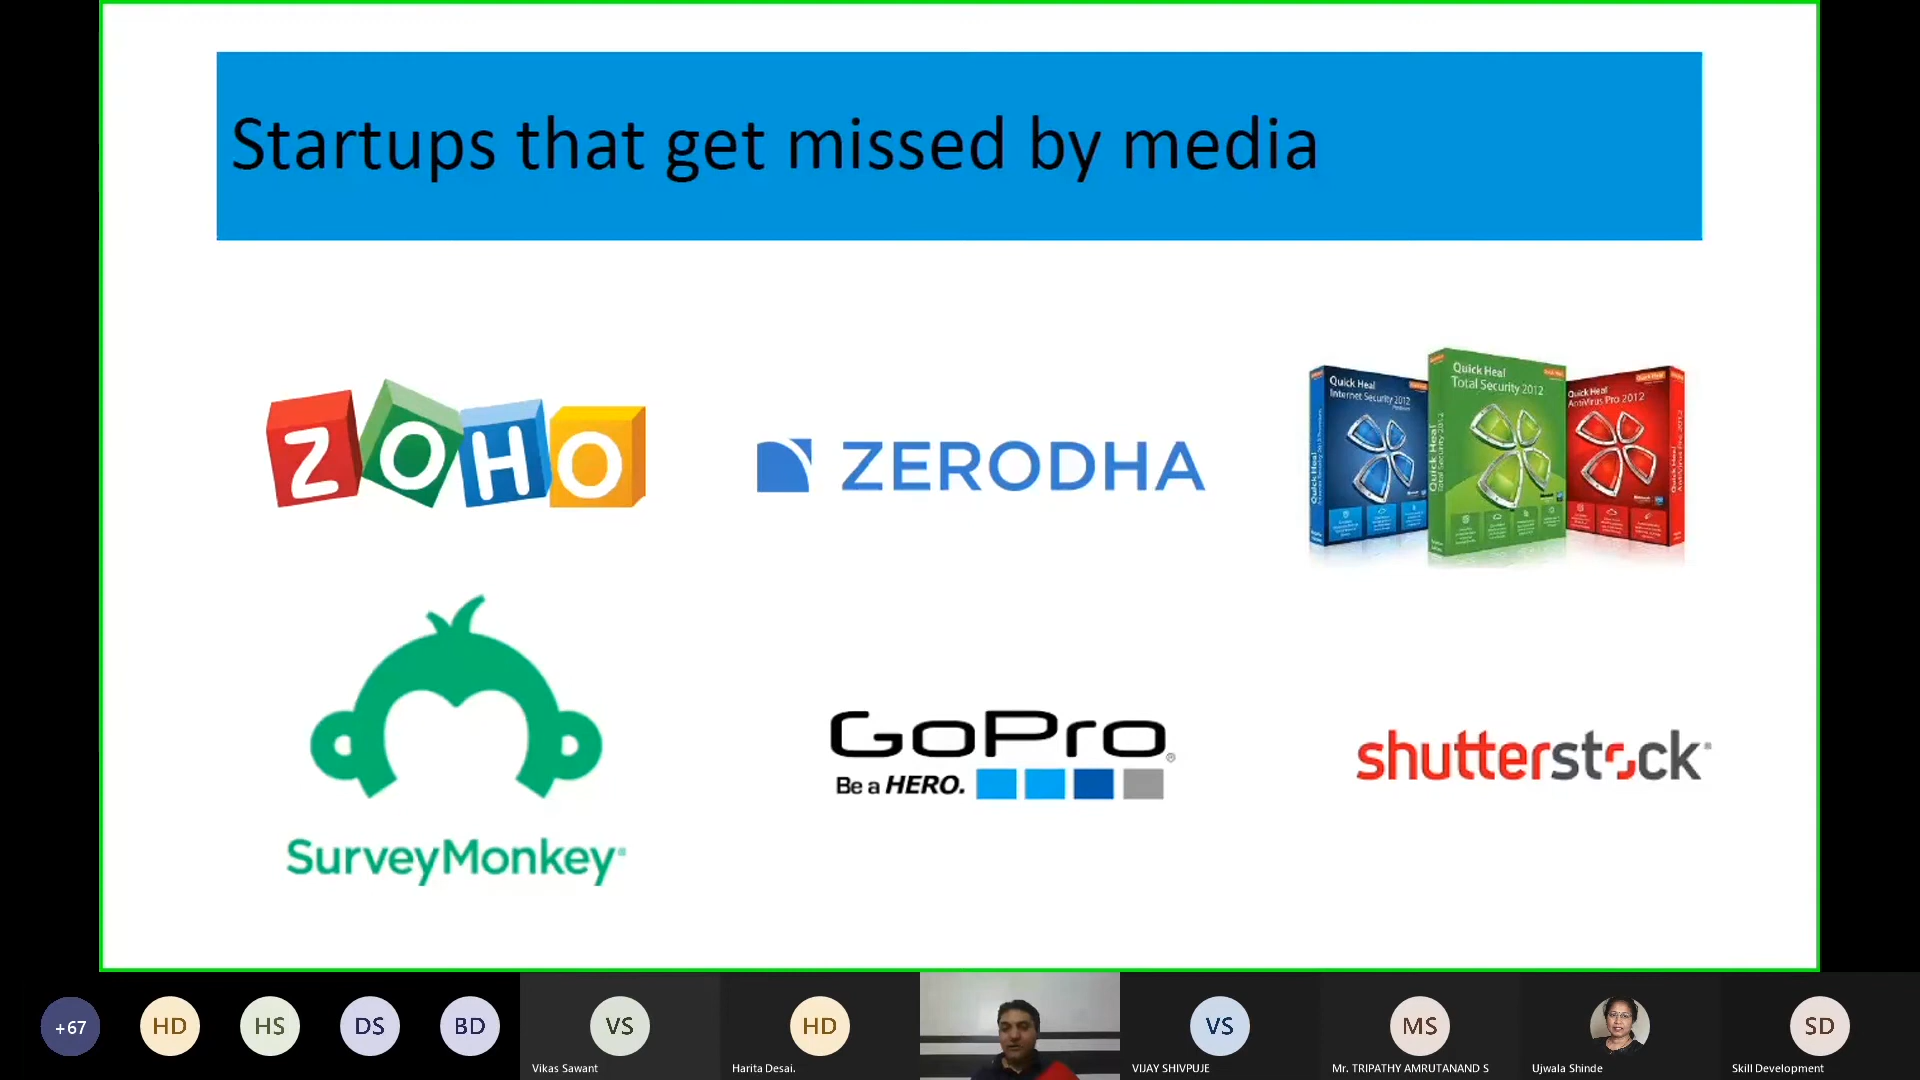 Startups that get missed by media
ZOHO
ZERODHA
Quick Heal
Internet Security 2012
Quick Heal
Total Security 2012
Quick Heal
AntiVirus Pro 2012
SurveyMonkey®
GoPro®
Be a HERO.
shutterstock®
+67
HD
HS
DS
BD
VS
Vikas Sawant
HD
Harita Desai.
VS
VIJAY SHIVPUJE
MS
Mr. TRIPATHY AMRUTANAND S
Ujwala Shinde
SD
Skill Development